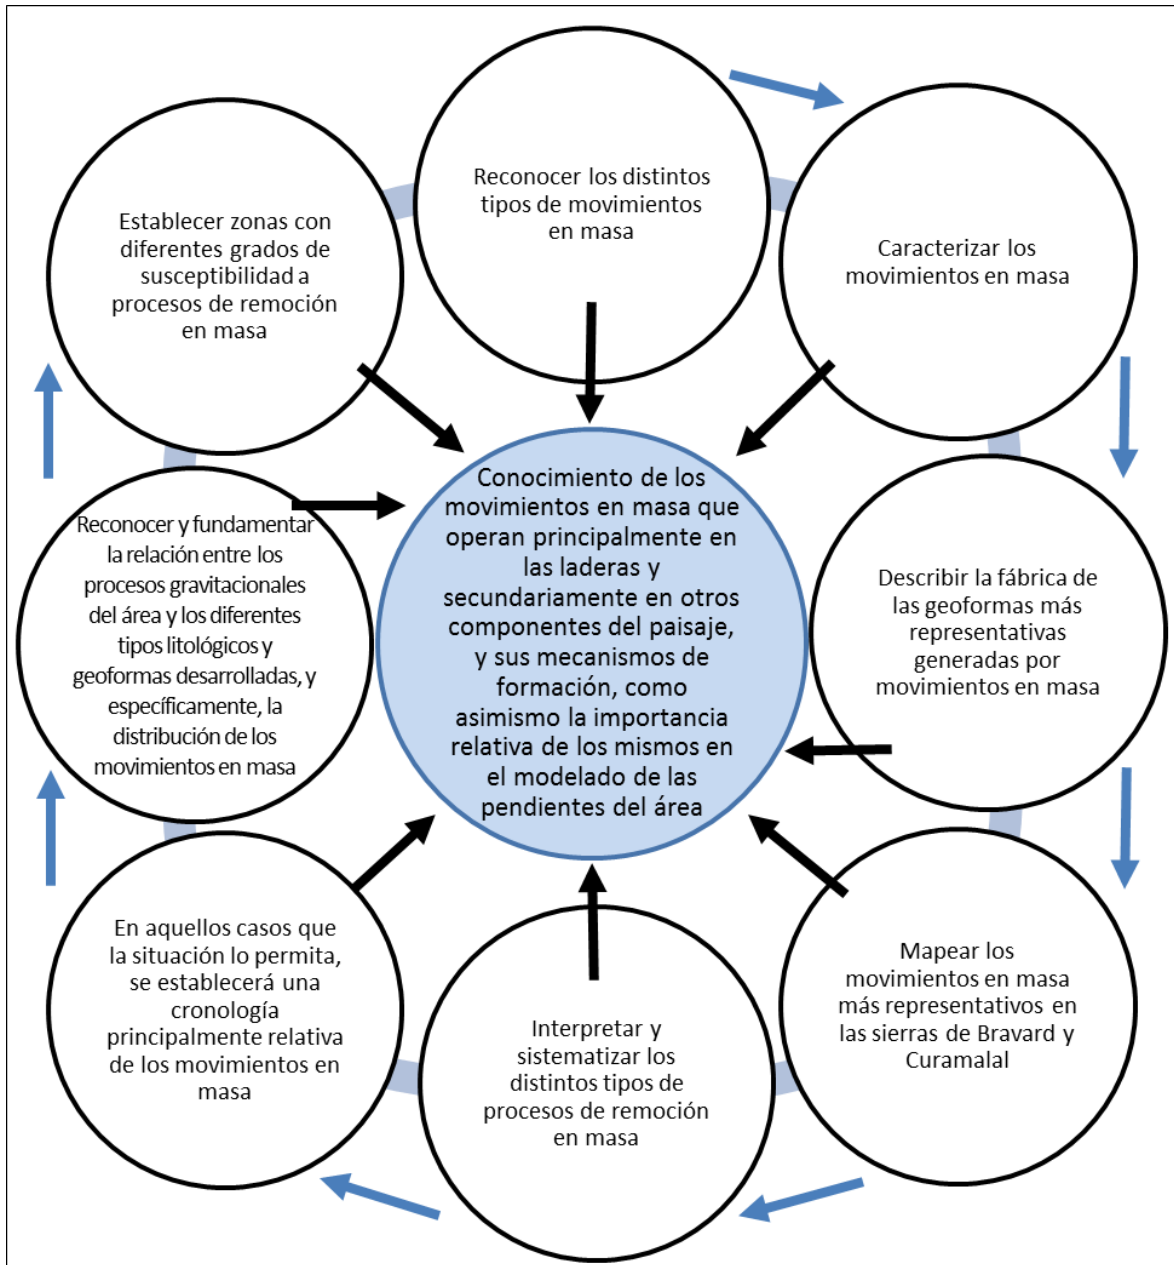 Reconocer los distintos
tipos de movimientos
en masa
Caracterizar los
movimientos en masa
Describir la fábrica de
las geoformas más
representativas
generadas por
movimientos en masa
Mapear los
movimientos en masa
más representativos en
las sierras de Bravard y
Curamalal
Interpretar y
sistematizar los
distintos tipos de
procesos de remoción
en masa
En aquellos casos que
la situación lo permita,
se establecerá una
cronología
principalmente relativa
de los movimientos en
masa
Reconocer y fundamentar
la relación entre los
procesos gravitacionales
del área y los diferentes
tipos litológicos y
geoformas desarrolladas, y
específicamente, la
distribución de los
movimientos en masa
Establecer zonas con
diferentes grados de
susceptibilidad a
procesos de remoción
en masa
Conocimiento de los
movimientos en masa que
operan principalmente en
las laderas y
secundariamente en otros
componentes del paisaje,
y sus mecanismos de
formación, como
asimismo la importancia
relativa de los mismos en
el modelado de las
pendientes del área